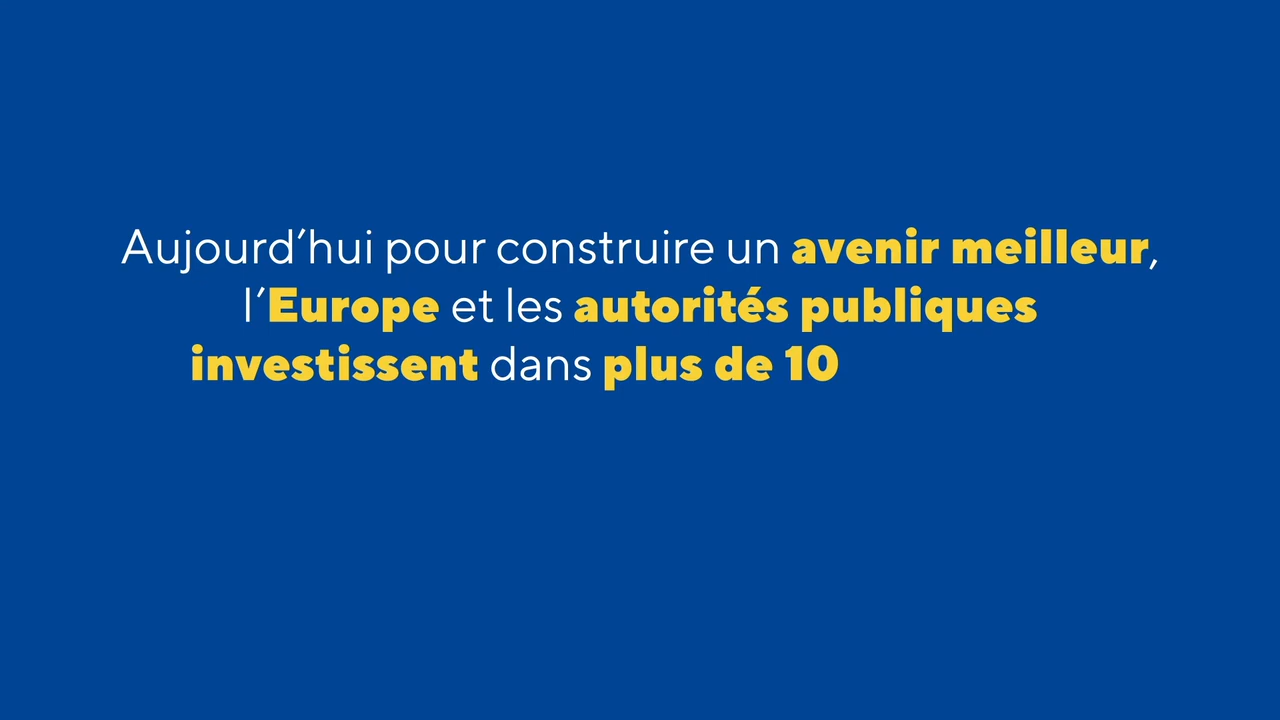 Aujourd’hui pour construire un avenir meilleur,
l’Europe et les autorités publiques
investissent dans plus de 10